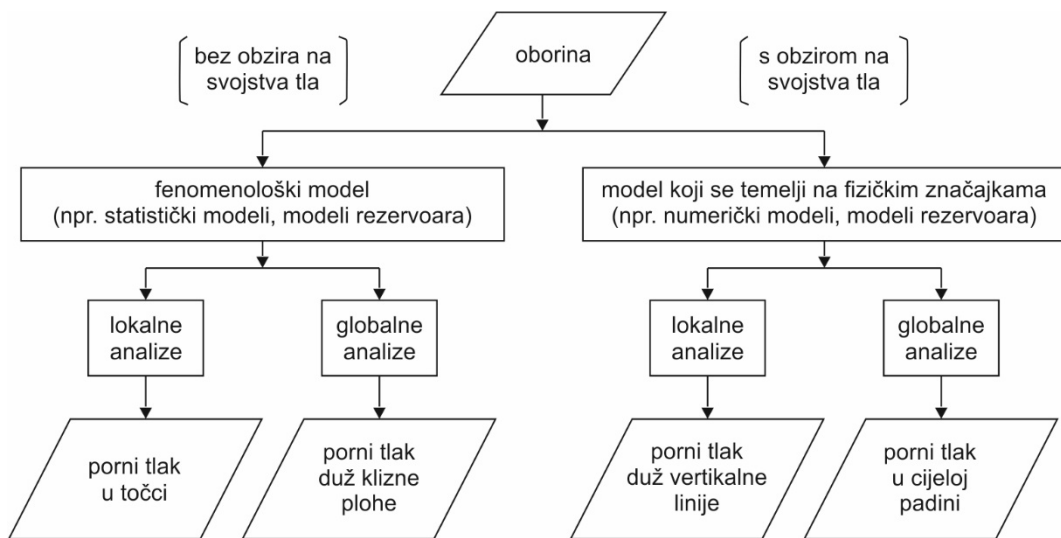 bez obzira na
svojstva tla
oborina
s obzirom na
svojstva tla
fenomenološki model
(npr. statistički modeli, modeli rezervoara)
model koji se temelji na fizičkim značajkama
(npr. numerički modeli, modeli rezervoara)
lokalne
analize
globalne
analize
lokalne
analize
globalne
analize
porni tlak
u točci
porni tlak
duž klizne
plohe
porni tlak
duž vertikalne
linije
porni tlak
u cijeloj
padini